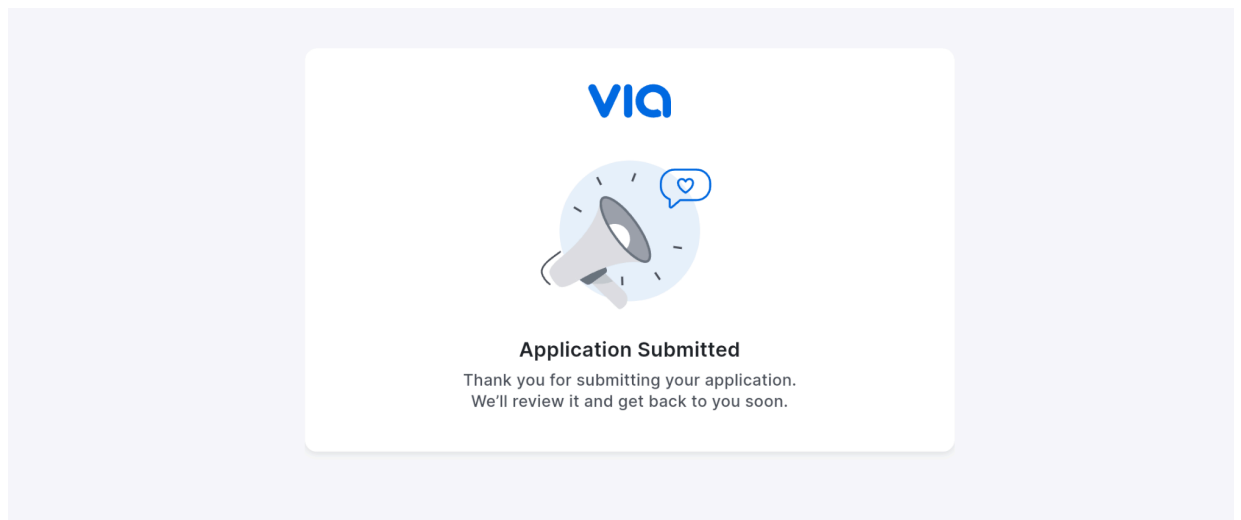 via
Application Submitted
Thank you for submitting your application.
We'll review it and get back to you soon.